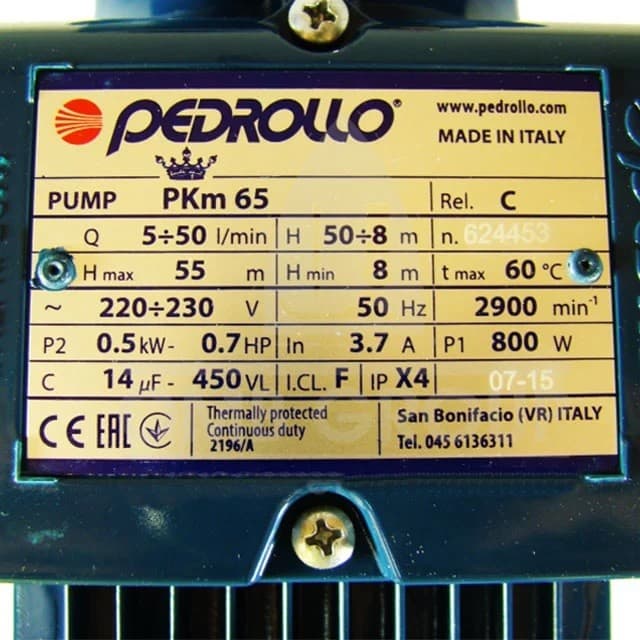 PEDROLLO® www.pedrollo.com
MADE IN ITALY
PUMP PKm 65 Rel. C
Q 5÷50 l/min H 50÷8 m n. 624453
H max 55 m H min 8 m t max 60 °C
~ 220÷230 V 50 Hz 2900 min⁻¹
P2 0.5 kW - 0.7 HP In 3.7 A P1 800 W
C 14 µF - 450 VL I.CL. F IP X4 07-15
CE EAC Thermally protected San Bonifacio (VR) ITALY
Continuous duty Tel. 045 6136311
2196/A